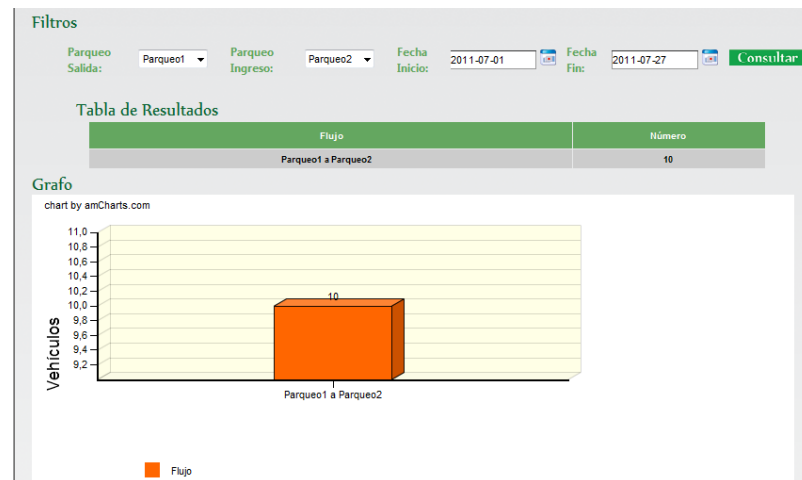 Filtros
Parqueo Salida: Parqueo1 Parqueo Ingreso: Parqueo2 Fecha Inicio: 2011-07-01 Fecha Fin: 2011-07-27 Consultar
Tabla de Resultados
Flujo Número
Parqueo1 a Parqueo2 10
Grafo
chart by amCharts.com
11,0
10,8
10,6
10,4
10,2
10,0
9,8
9,6
9,4
9,2
Vehículos
10
Parqueo1 a Parqueo2
Flujo